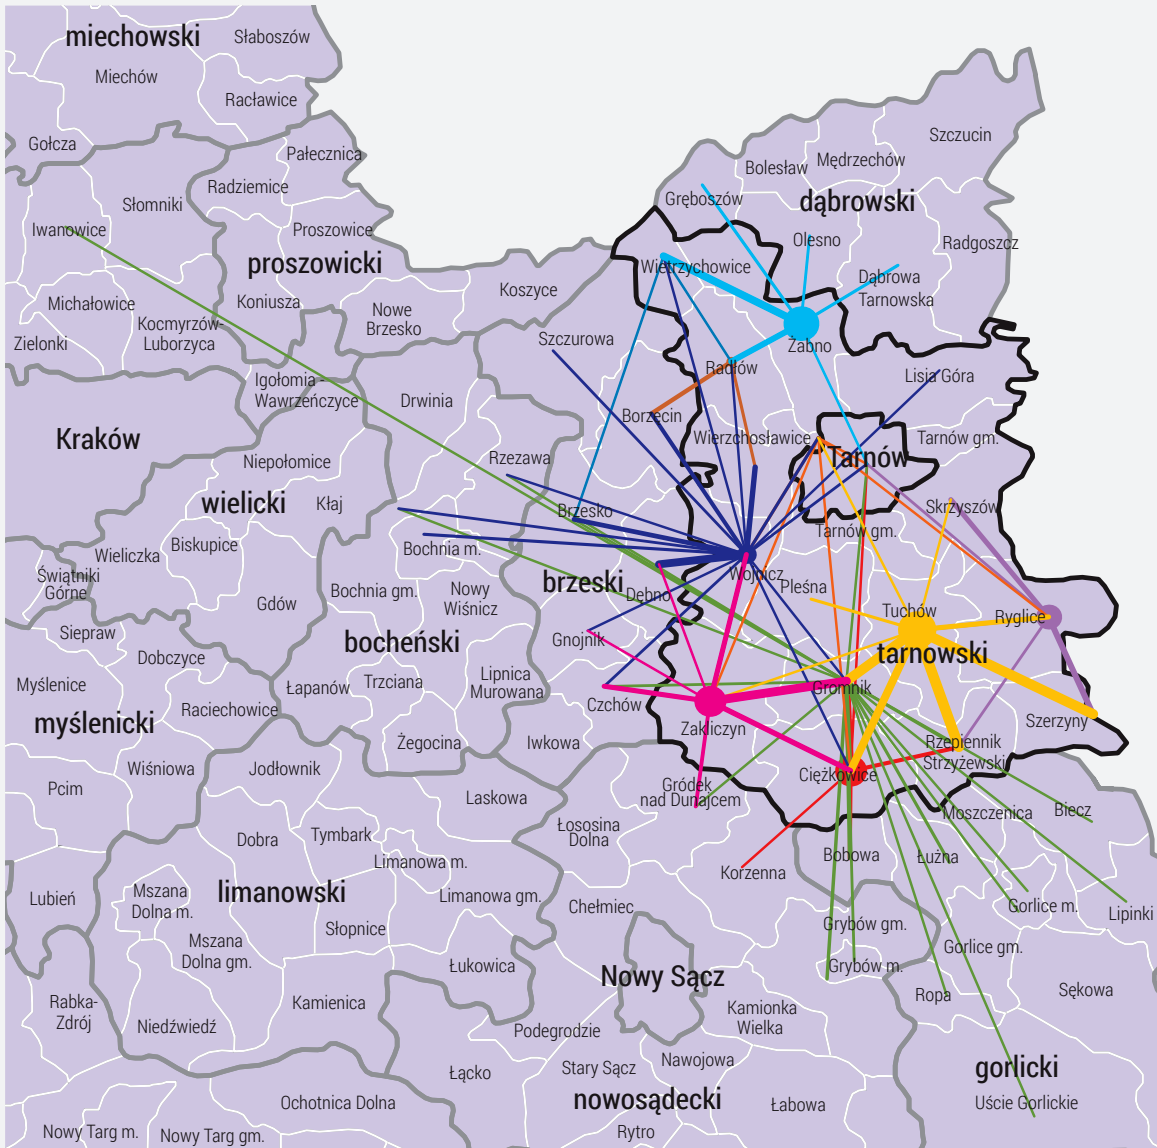 miechowski
Słaboszów
Miechów
Racławice
Gołcza
Pałecznica
Szczucin
Mędrzechów
Bolesław
Radziemice
Słomniki
Gręboszów
dąbrowski
Iwanowice
Proszowice
Olesno
Radgoszcz
proszowicki
Wietrzychowice
Dąbrowa
Tarnowska
Koszyce
Michałowice
Koniusza
Nowe
Brzesko
Kocmyrzów-
Luborzyca
Zielonki
Szczurowa
Żabno
Radłów
Lisia Góra
Igołomia -
Wawrzeńczyce
Drwinia
Borzęcin
Kraków
Wierzchosławice
Tarnów gm.
Tarnów
Niepołomice
Rzezawa
wielicki
Kłaj
Brzesko
Skrzyszów
Tarnów gm.
Biskupice
Bochnia m.
Wieliczka
Wojnicz
Świątniki
Górne
brzeski
Pleśna
Bochnia gm.
Nowy
Wiśnicz
Dębno
Gdów
Tuchów
Ryglice
Siepraw
bocheński
Gnojnik
tarnowski
Dobczyce
Lipnica
Murowana
Myślenice
Łapanów
Trzciana
Gromnik
Czchów
Raciechowice
myślenicki
Szerzyny
Zakliczyn
Żegocina
Iwkowa
Rzepiennik
Strzyżewski
Wiśniowa
Jodłownik
Ciężkowice
Pcim
Gródek
nad Dunajcem
Laskowa
Moszczenica
Biecz
Łososina
Dolna
Tymbark
Dobra
Limanowa m.
Bobowa
Łużna
Korzenna
limanowski
Mszana
Dolna m.
Lubień
Limanowa gm.
Chełmiec
Gorlice m.
Lipinki
Słopnice
Grybów gm.
Mszana
Dolna gm.
Gorlice gm.
Łukowica
Nowy Sącz
Grybów m.
Ropa
Sękowa
Rabka-
Zdrój
Kamienica
Kamionka
Wielka
Niedźwiedź
Podegrodzie
Nawojowa
Stary Sącz
gorlicki
Łącko
nowosądecki
Łabowa
Uście Gorlickie
Ochotnica Dolna
Nowy Targ m.
Nowy Targ gm.
Rytro